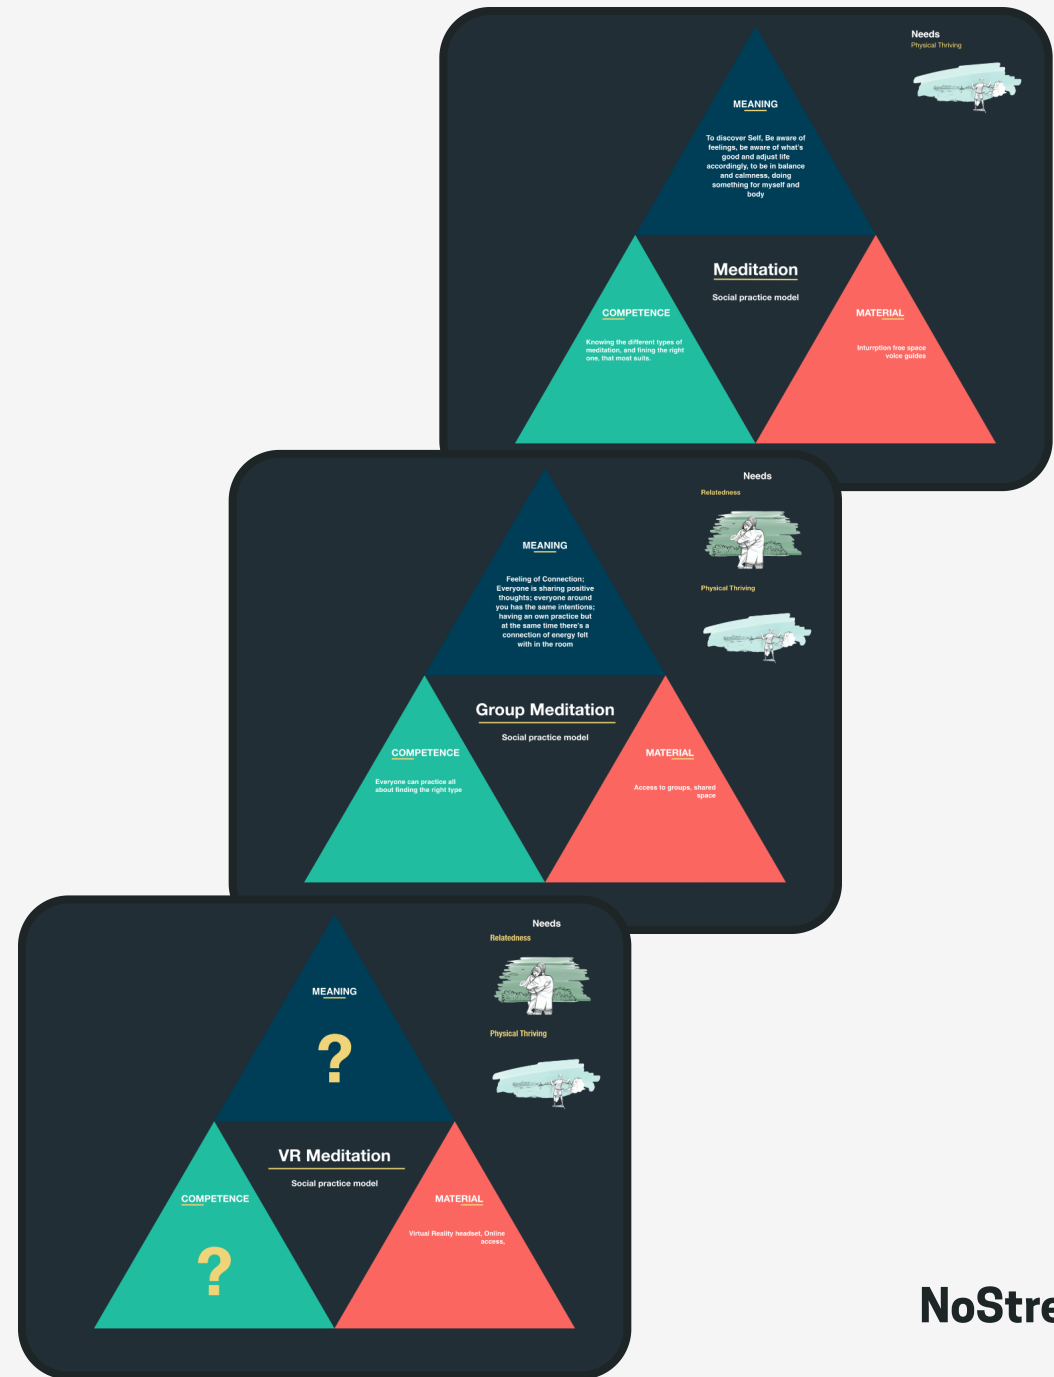 Needs
Physical Thriving
MEANING
To discover Self, Be aware of
feelings, be aware of what's
good and adjust life
accordingly, to be in balance
and calmness, doing
something for myself and
body
Meditation
Social practice model
COMPETENCE
Knowing the different types of
meditation, and fining the right
one, that most suits.
MATERIAL
Inturrption free space
voice guides
Needs
Relatedness
Physical Thriving
MEANING
Feeling of Connection;
Everyone is sharing positive
thoughts; everyone around
you has the same intentions;
having an own practice but
at the same time there's a
connection of energy felt
with in the room
Group Meditation
Social practice model
COMPETENCE
Everyone can practice all
about finding the right type
MATERIAL
Access to groups, shared
space
Needs
Relatedness
Physical Thriving
MEANING
?
VR Meditation
Social practice model
COMPETENCE
?
MATERIAL
Virtual Reality headset, Online
access,
NoStre